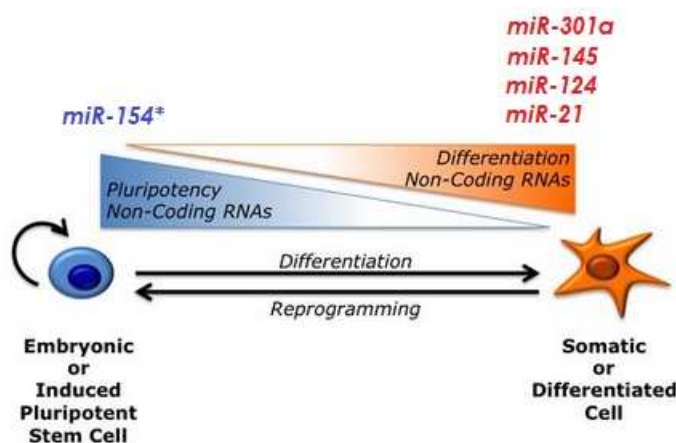 miR-301a
miR-145
miR-124
miR-154*
miR-21
Differentiation
Non-Coding RNAs
Pluripotency
Non-Coding RNAs
Differentiation
Reprogramming
Embryonic
or
Induced
Pluripotent
Stem Cell
Somatic
or
Differentiated
Cell